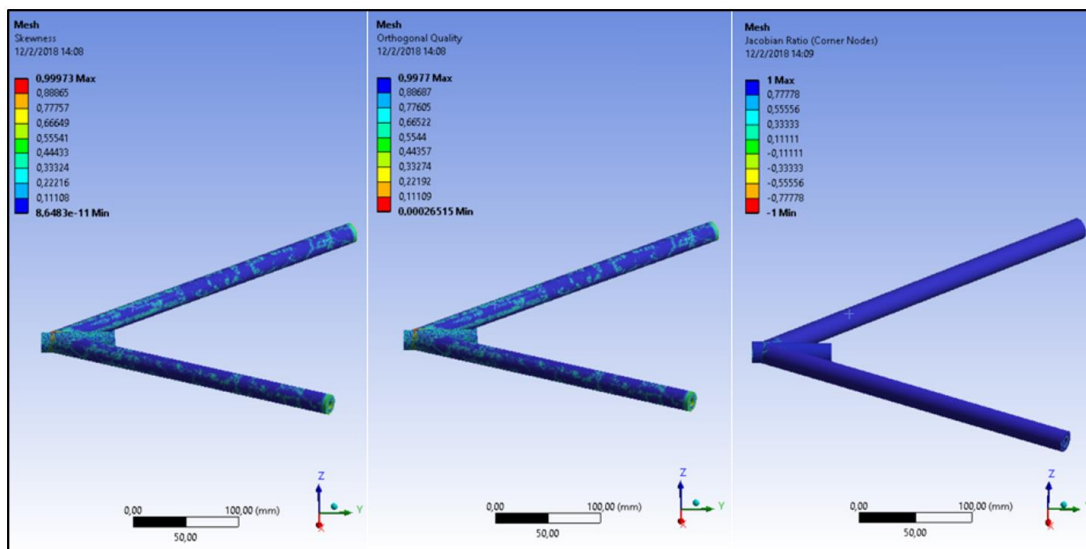 Mesh
Skewness
12/2/2018 14:08
0,99973 Max
0,88865
0,77757
0,66649
0,55541
0,44433
0,33324
0,22216
0,11108
8,6483e-11 Min
Z
Y
X
0,00
100,00 (mm)
50,00
Mesh
Orthogonal Quality
12/2/2018 14:08
0,9977 Max
0,88687
0,77605
0,66522
0,5544
0,44357
0,33274
0,22192
0,11109
0,00026515 Min
Z
Y
X
0,00
100,00 (mm)
50,00
Mesh
Jacobian Ratio (Corner Nodes)
12/2/2018 14:09
1 Max
0,77778
0,55556
0,33333
0,11111
-0,11111
-0,33333
-0,55556
-0,77778
-1 Min
Z
X
0,00
100,00 (mm)
50,00